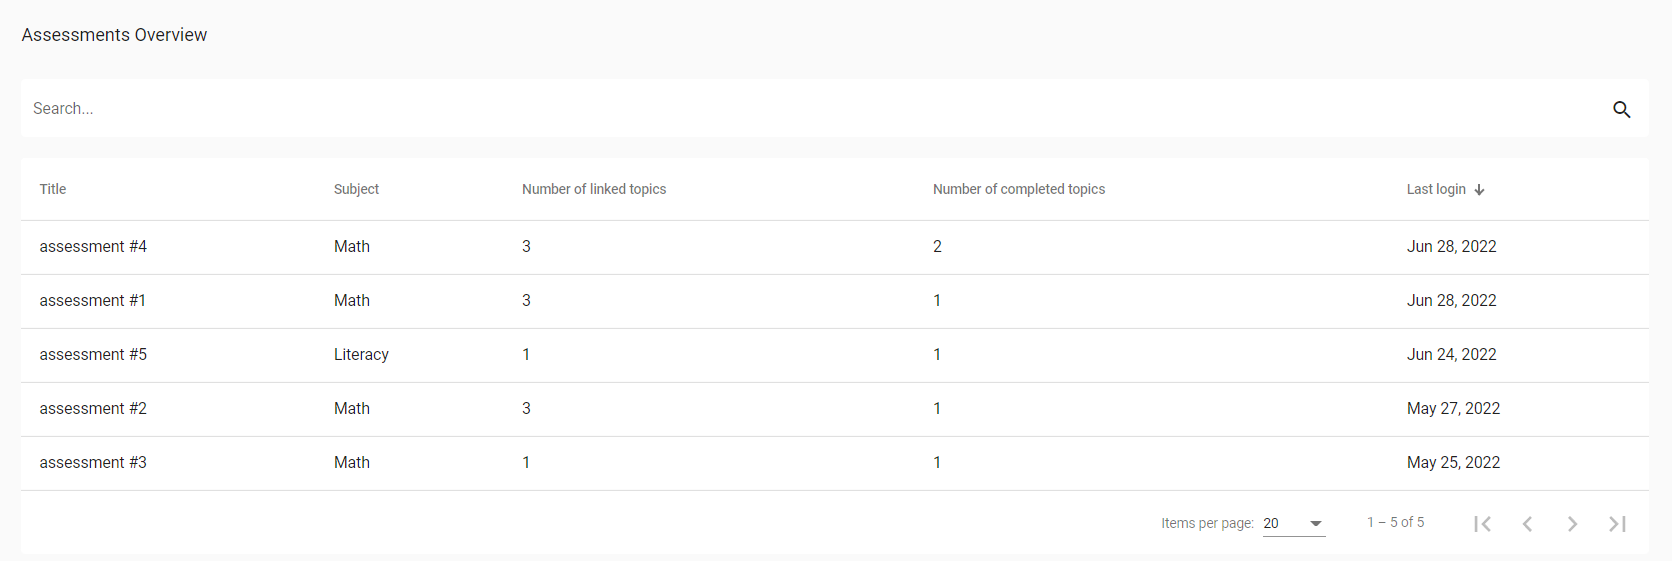 Assessments Overview
Search...
Title Subject Number of linked topics Number of completed topics Last login
assessment #4 Math 3 2 Jun 28, 2022
assessment #1 Math 3 1 Jun 28, 2022
assessment #5 Literacy 1 1 Jun 24, 2022
assessment #2 Math 3 1 May 27, 2022
assessment #3 Math 1 1 May 25, 2022
Items per page: 20 1 – 5 of 5